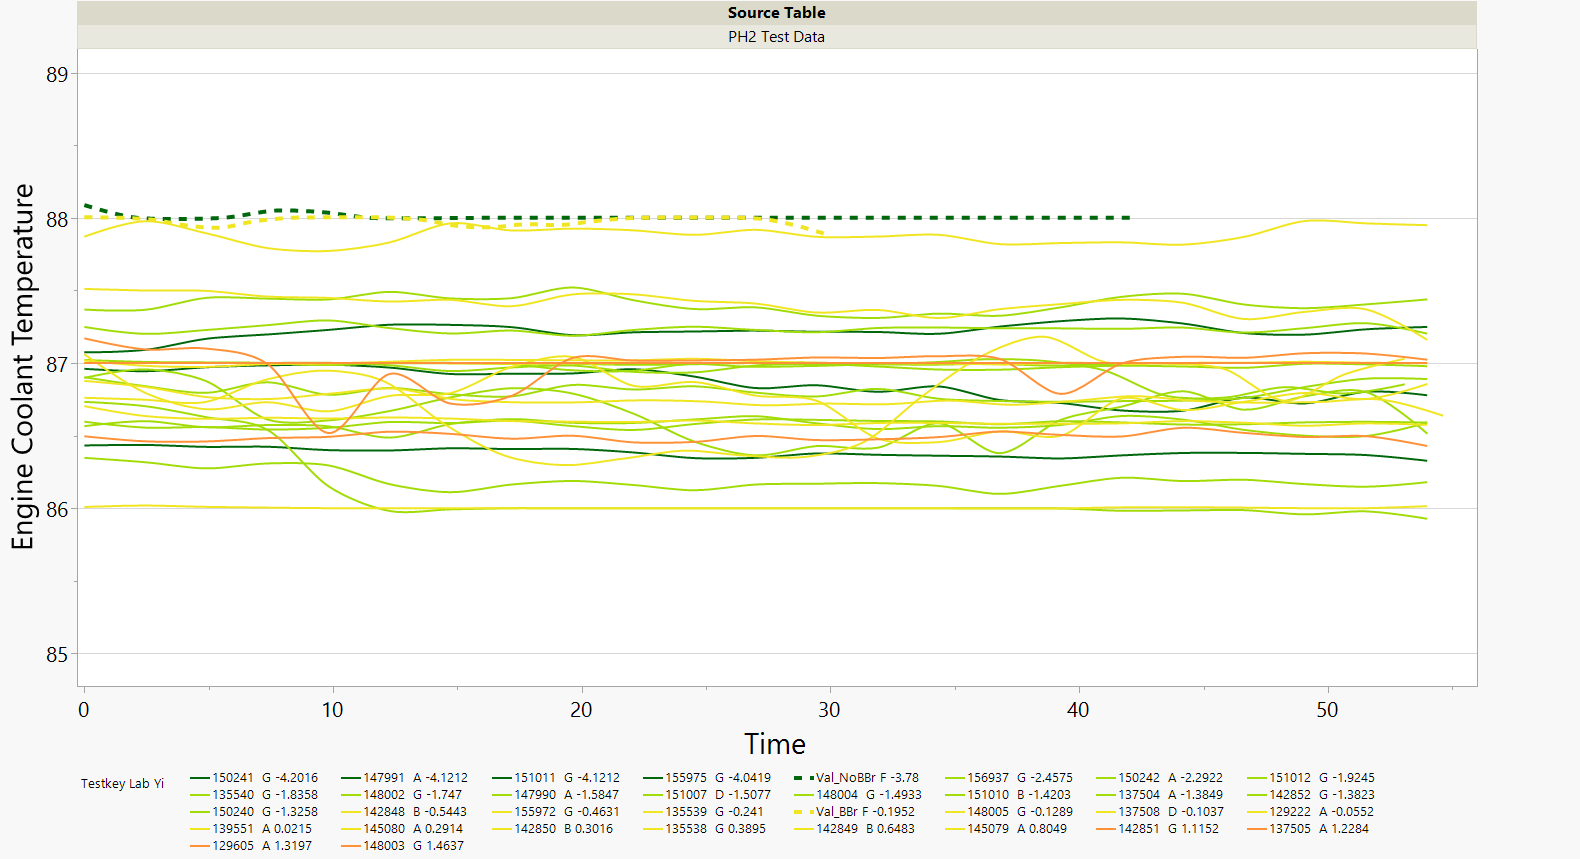 Source Table
PH2 Test Data
89
88
87
86
85
Engine Coolant Temperature
0 10 20 30 40 50
Time
Testkey Lab Yi
150241 G -4.2016 147991 A -4.1212 151011 G -4.1212 155975 G -4.0419 Val_NoBBr F -3.78 156937 G -2.4575 150242 A -2.2922 151012 G -1.9245
135540 G -1.8358 148002 G -1.747 147990 A -1.5847 151007 D -1.5077 148004 G -1.4933 151010 B -1.4203 137504 A -1.3849 142852 G -1.3823
150240 G -1.3258 142848 B -0.5443 155972 G -0.4631 135539 G -0.241 Val_BBr F -0.1952 148005 G -0.1289 137508 D -0.1037 129222 A -0.0552
139551 A 0.0215 145080 A 0.2914 142850 B 0.3016 135538 G 0.3895 142849 B 0.6483 145079 A 0.8049 142851 G 1.1152 137505 A 1.2284
129605 A 1.3197 148003 G 1.4637